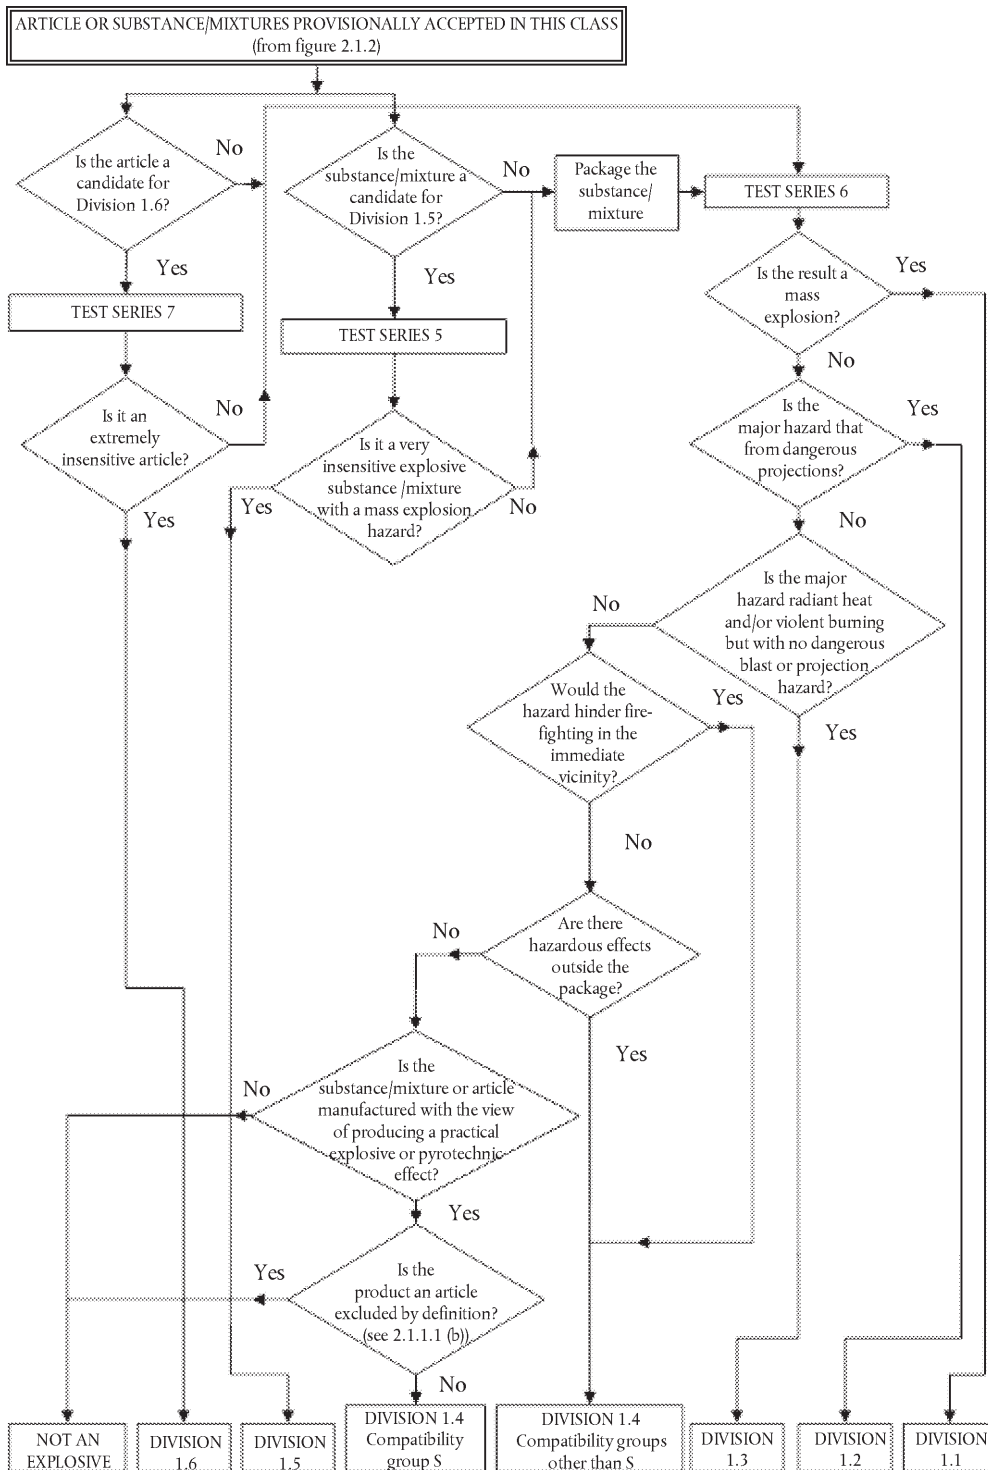 ARTICLE OR SUBSTANCE/MIXTURES PROVISIONALLY ACCEPTED IN THIS CLASS
(from figure 2.1.2)
Is the article a
candidate for
Division 1.6?
No
Yes
Is the
substance/mixture a
candidate for
Division 1.5?
No
Yes
Package the
substance/
mixture
TEST SERIES 6
Is the result a
mass
explosion?
Yes
No
TEST SERIES 7
TEST SERIES 5
Is it an
extremely
insensitive article?
No
Yes
Is it a very
insensitive explosive
substance /mixture
with a mass explosion
hazard?
Yes
No
Is the
major hazard that
from dangerous
projections?
Yes
No
Is the major
hazard radiant heat
and/or violent burning
but with no dangerous
blast or projection
hazard?
No
Yes
Would the
hazard hinder fire-
fighting in the
immediate
vicinity?
Yes
No
Are there
hazardous effects
outside the
package?
No
Yes
Is the
substance/mixture or article
manufactured with the view
of producing a practical
explosive or pyrotechnic
effect?
No
Yes
Is the
product an article
excluded by definition?
(see 2.1.1.1 (b))
Yes
No
NOT AN
EXPLOSIVE
DIVISION
1.6
DIVISION
1.5
DIVISION 1.4
Compatibility
group S
DIVISION 1.4
Compatibility groups
other than S
DIVISION
1.3
DIVISION
1.2
DIVISION
1.1